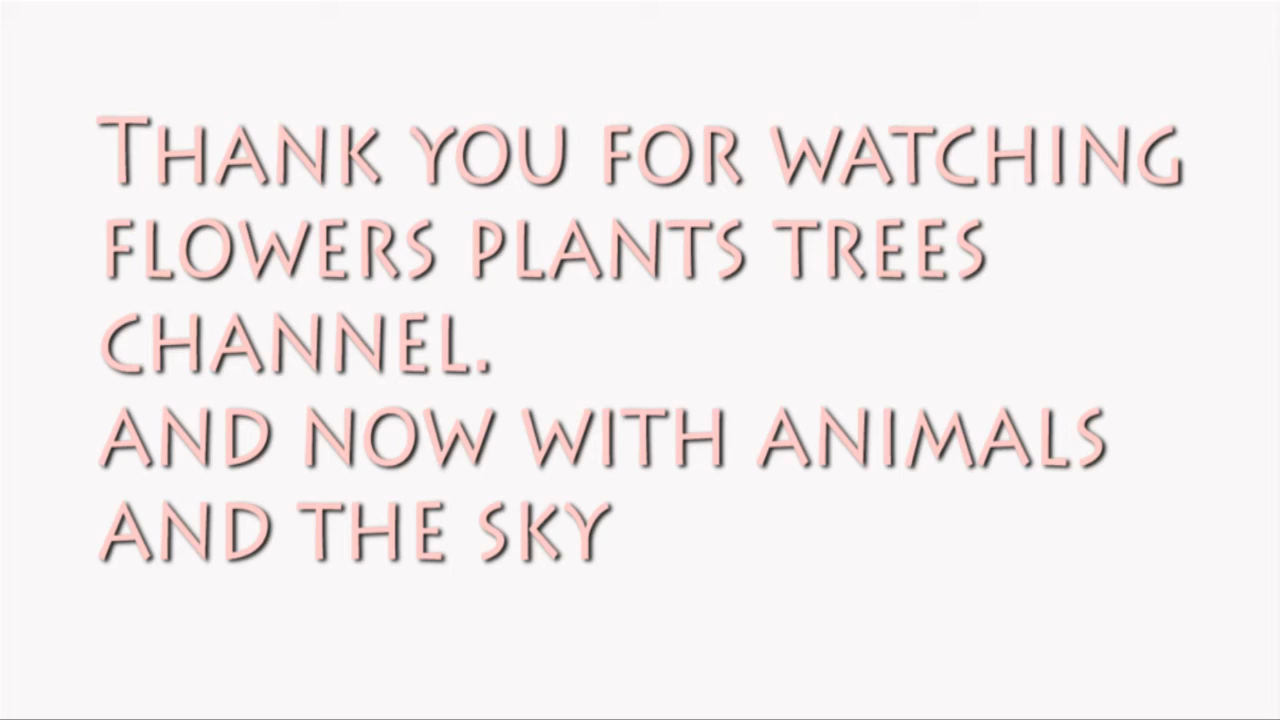 Thank you for watching
flowers plants trees
channel.
and now with animals
and the sky